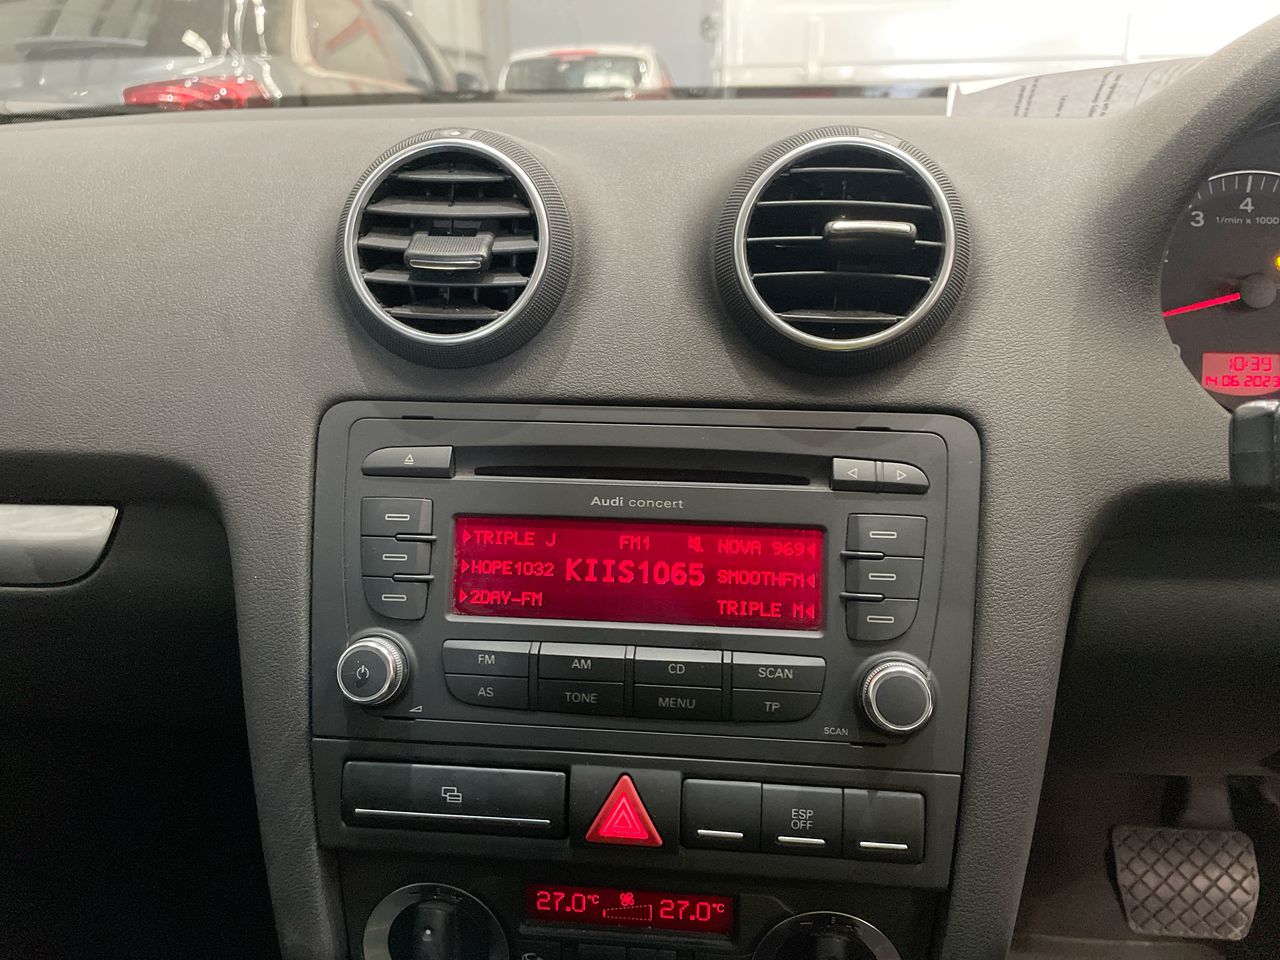 3 4
1/min x 1000
10:39
14.06 2023
Audi concert
TRIPLE J FM1 NOVA 969
HOPE1032 KIIS1065 SMOOTHFM
2DAY-FM TRIPLE M
FM AM CD SCAN
AS TONE MENU TP
SCAN
ESP
OFF
27.0°C 27.0°C